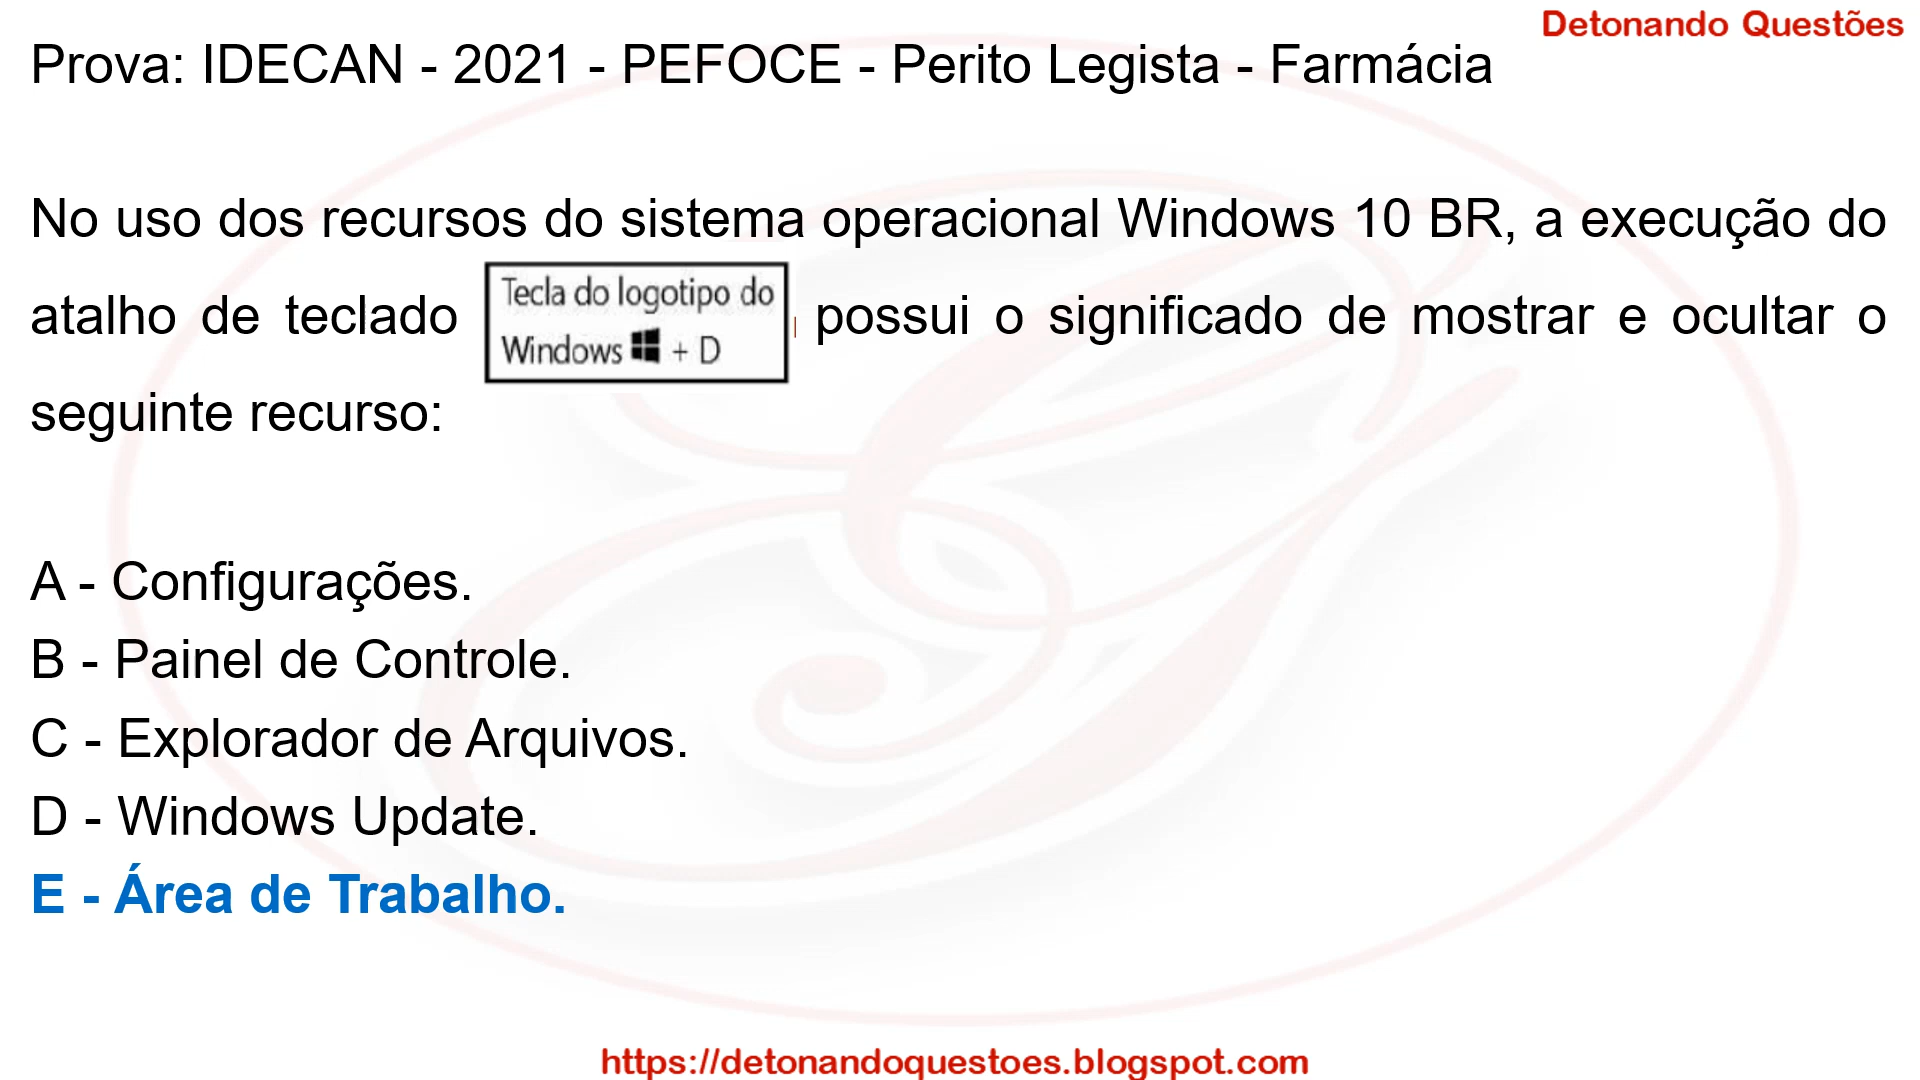 Detonando Questões
Prova: IDECAN - 2021 - PEFOCE - Perito Legista - Farmácia
No uso dos recursos do sistema operacional Windows 10 BR, a execução do
atalho de teclado Tecla do logotipo do
Windows + D
, possui o significado de mostrar e ocultar o
seguinte recurso:
A - Configurações.
B - Painel de Controle.
C - Explorador de Arquivos.
D - Windows Update.
E - Área de Trabalho.
https://detonandoquestoes.blogspot.com